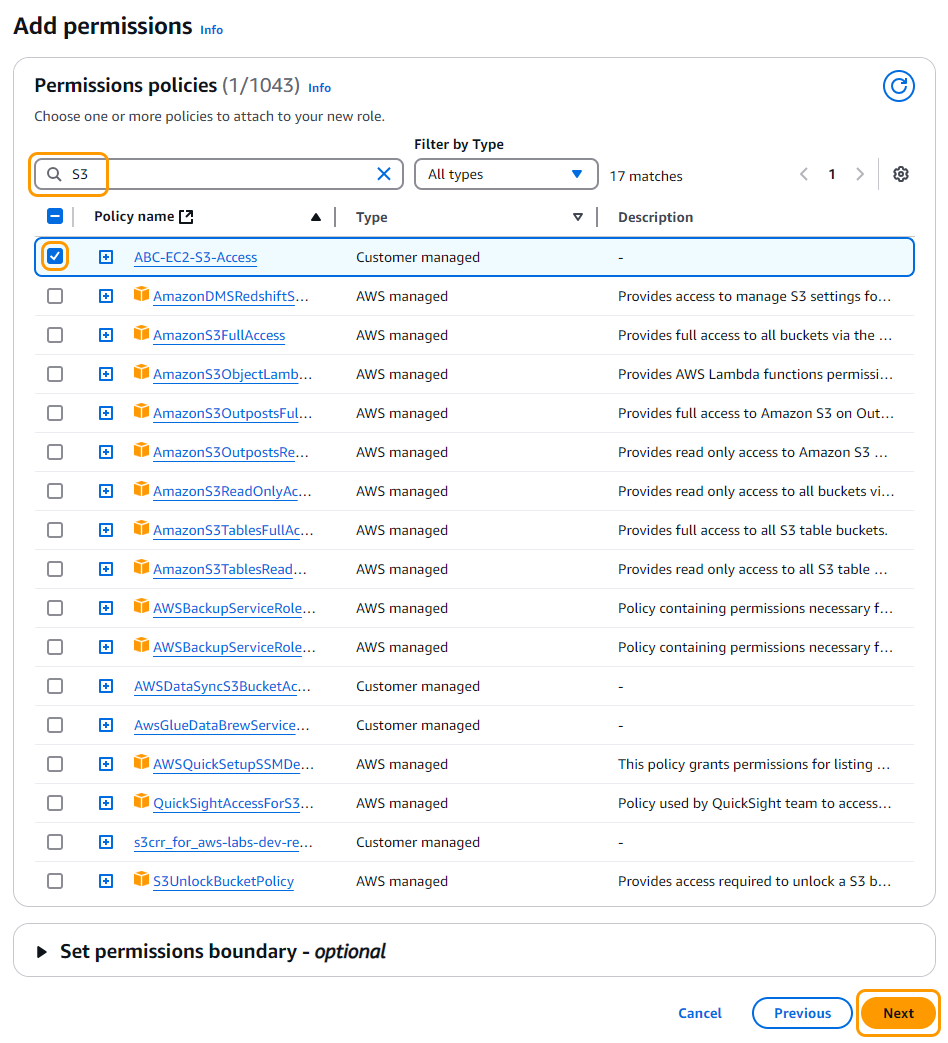 Add permissions Info
Permissions policies (1/1043) Info
Choose one or more policies to attach to your new role.
Filter by Type
S3 All types 17 matches 1
Policy name Type Description
ABC-EC2-S3-Access Customer managed -
AmazonDMSRedshiftS... AWS managed Provides access to manage S3 settings fo...
AmazonS3FullAccess AWS managed Provides full access to all buckets via the ...
AmazonS3ObjectLamb... AWS managed Provides AWS Lambda functions permissi...
AmazonS3OutpostsFul... AWS managed Provides full access to Amazon S3 on Out...
AmazonS3OutpostsRe... AWS managed Provides read only access to Amazon S3 ...
AmazonS3ReadOnlyAc... AWS managed Provides read only access to all buckets vi...
AmazonS3TablesFullAc... AWS managed Provides full access to all S3 table buckets.
AmazonS3TablesRead... AWS managed Provides read only access to all S3 table ...
AWSBackupServiceRole... AWS managed Policy containing permissions necessary f...
AWSBackupServiceRole... AWS managed Policy containing permissions necessary f...
AWSDataSyncS3BucketAc... Customer managed -
AwsGlueDataBrewService... Customer managed -
AWSQuickSetupSSMDe... AWS managed This policy grants permissions for listing ...
QuickSightAccessForS3... AWS managed Policy used by QuickSight team to access...
s3crr_for_aws-labs-dev-re... Customer managed -
S3UnlockBucketPolicy AWS managed Provides access required to unlock a S3 b...
Set permissions boundary - optional
Cancel Previous Next